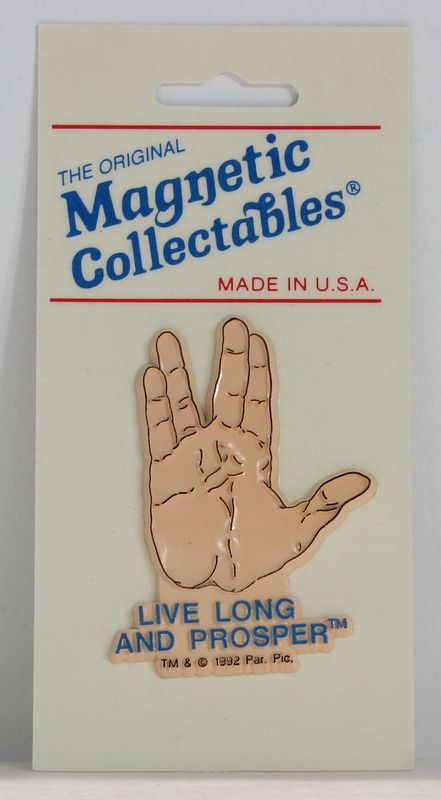 THE ORIGINAL
Magnetic
Collectables®
MADE IN U.S.A.
LIVE LONG
AND PROSPER™
TM & © 1992 Par. Pic.